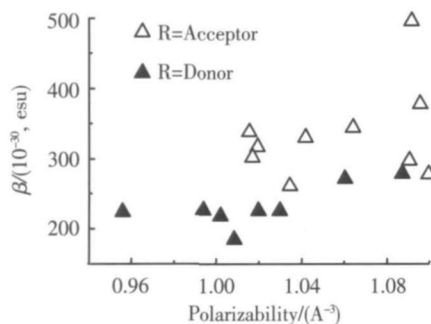 500
△ R=Acceptor
▲ R=Donor
400
300
200
β/(10⁻³⁰, esu)
0.96 1.00 1.04 1.08
Polarizability/(A⁻³)